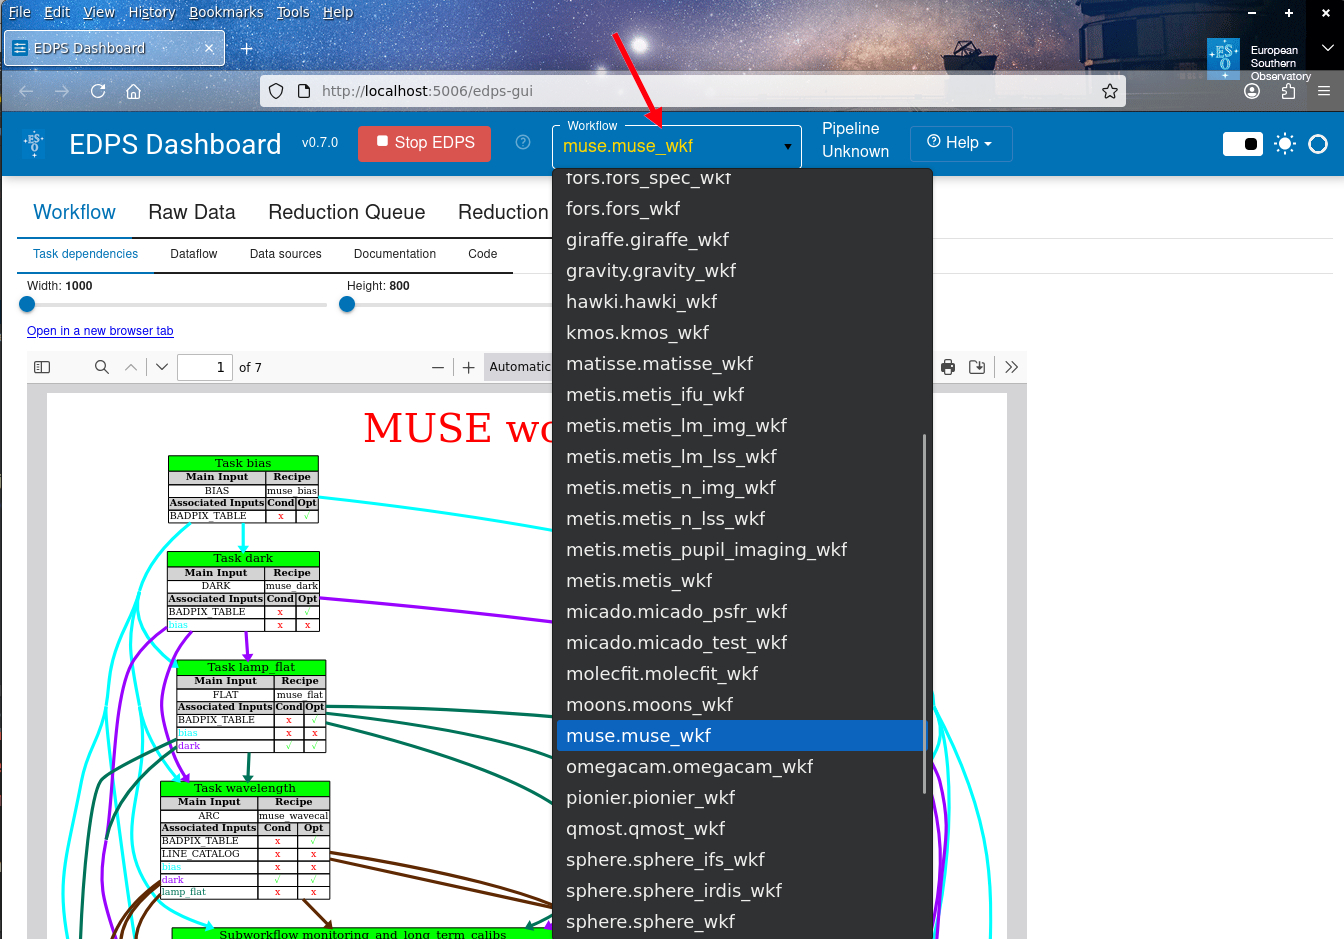 File Edit View History Bookmarks Tools Help
EDPS Dashboard
European
Southern
Observatory
http://localhost:5006/edps-gui
EDPS Dashboard v0.7.0 Stop EDPS
Workflow
muse.muse_wkf
Pipeline
Unknown
Help
Workflow Raw Data Reduction Queue Reduction
Task dependencies Dataflow Data sources Documentation Code
Width: 1000 Height: 800
Open in a new browser tab
1 of 7 Automatic
MUSE wo
Task bias
Main Input Recipe
BIAS muse_bias
Associated Inputs Cond Opt
BADPIX_TABLE x √
Task dark
Main Input Recipe
DARK muse_dark
Associated Inputs Cond Opt
BADPIX_TABLE x √
bias x x
Task lamp_flat
Main Input Recipe
FLAT muse_flat
Associated Inputs Cond Opt
BADPIX_TABLE x √
bias x x
dark √ √
Task wavelength
Main Input Recipe
ARC muse_wavecal
Associated Inputs Cond Opt
BADPIX_TABLE x √
LINE_CATALOG x x
bias x x
dark √ √
lamp_flat x x
Subworkflow monitoring_and_long_term_calibs
fors.fors_spec_wkf
fors.fors_wkf
giraffe.giraffe_wkf
gravity.gravity_wkf
hawki.hawki_wkf
kmos.kmos_wkf
matisse.matisse_wkf
metis.metis_ifu_wkf
metis.metis_lm_img_wkf
metis.metis_lm_lss_wkf
metis.metis_n_img_wkf
metis.metis_n_lss_wkf
metis.metis_pupil_imaging_wkf
metis.metis_wkf
micado.micado_psfr_wkf
micado.micado_test_wkf
molecfit.molecfit_wkf
moons.moons_wkf
muse.muse_wkf
omegacam.omegacam_wkf
pionier.pionier_wkf
qmost.qmost_wkf
sphere.sphere_ifs_wkf
sphere.sphere_irdis_wkf
sphere.sphere_wkf